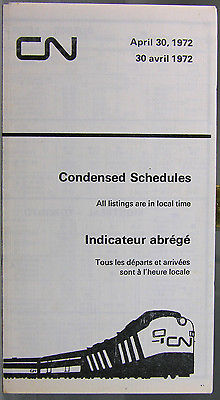 CN
April 30, 1972
30 avril 1972
Condensed Schedules
All listings are in local time
Indicateur abrégé
Tous les départs et arrivées
sont à l'heure locale
CN